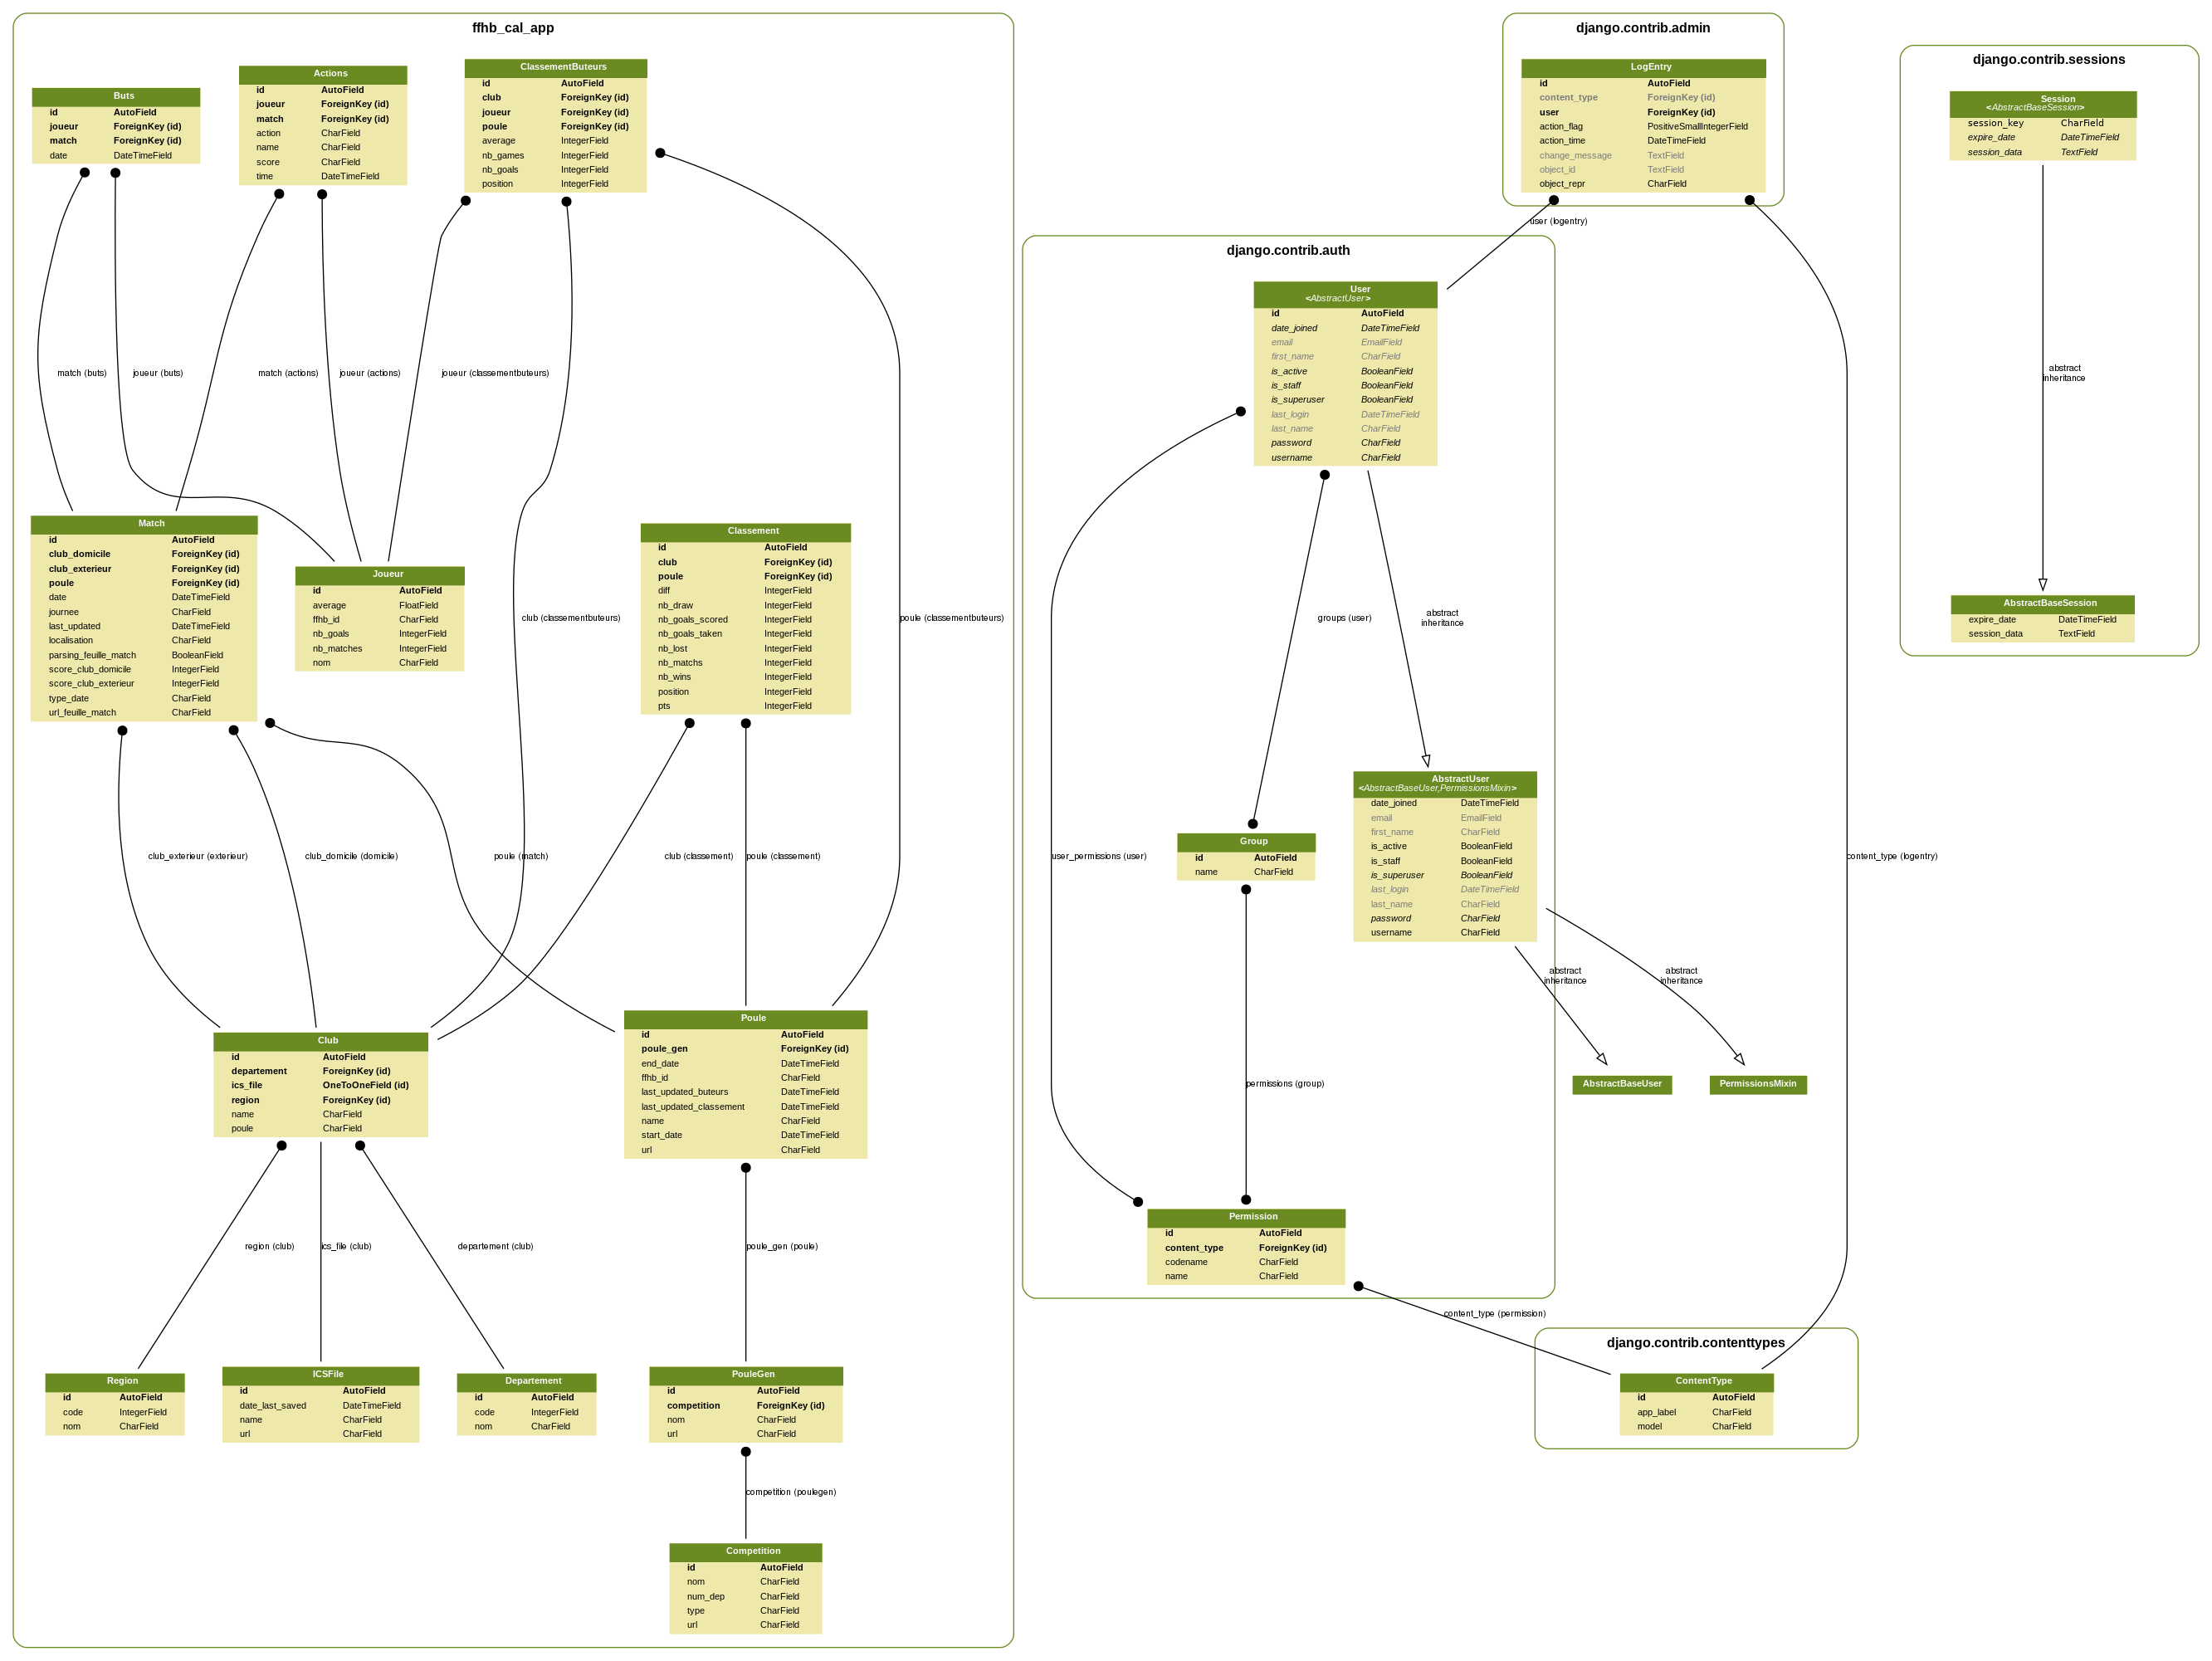 ffhb_cal_app
Buts
id AutoField
joueur ForeignKey (id)
match ForeignKey (id)
date DateTimeField
Actions
id AutoField
joueur ForeignKey (id)
match ForeignKey (id)
action CharField
name CharField
score CharField
time DateTimeField
ClassementButeurs
id AutoField
club ForeignKey (id)
joueur ForeignKey (id)
poule ForeignKey (id)
average IntegerField
nb_games IntegerField
nb_goals IntegerField
position IntegerField
match (buts)
joueur (buts)
match (actions)
joueur (actions)
joueur (classementbuteurs)
Match
id AutoField
club_domicile ForeignKey (id)
club_exterieur ForeignKey (id)
poule ForeignKey (id)
date DateTimeField
journee CharField
last_updated DateTimeField
localisation CharField
parsing_feuille_match BooleanField
score_club_domicile IntegerField
score_club_exterieur IntegerField
type_date CharField
url_feuille_match CharField
Joueur
id AutoField
average FloatField
ffhb_id CharField
nb_goals IntegerField
nb_matches IntegerField
nom CharField
club (classementbuteurs)
Classement
id AutoField
club ForeignKey (id)
poule ForeignKey (id)
diff IntegerField
nb_draw IntegerField
nb_goals_scored IntegerField
nb_goals_taken IntegerField
nb_lost IntegerField
nb_matchs IntegerField
nb_wins IntegerField
position IntegerField
pts IntegerField
poule (classementbuteurs)
club_exterieur (exterieur)
club_domicile (domicile)
poule (match)
club (classement)
poule (classement)
Club
id AutoField
departement ForeignKey (id)
ics_file OneToOneField (id)
region ForeignKey (id)
name CharField
poule CharField
Poule
id AutoField
poule_gen ForeignKey (id)
end_date DateTimeField
ffhb_id CharField
last_updated_buteurs DateTimeField
last_updated_classement DateTimeField
name CharField
start_date DateTimeField
url CharField
region (club)
ics_file (club)
departement (club)
poule_gen (poule)
Region
id AutoField
code IntegerField
nom CharField
ICSFile
id AutoField
date_last_saved DateTimeField
name CharField
url CharField
Departement
id AutoField
code IntegerField
nom CharField
PouleGen
id AutoField
competition ForeignKey (id)
nom CharField
url CharField
competition (poulegen)
Competition
id AutoField
nom CharField
num_dep CharField
type CharField
url CharField
django.contrib.admin
LogEntry
id AutoField
content_type ForeignKey (id)
user ForeignKey (id)
action_flag PositiveSmallIntegerField
action_time DateTimeField
change_message TextField
object_id TextField
object_repr CharField
user (logentry)
django.contrib.auth
User
<AbstractUser>
id AutoField
date_joined DateTimeField
email EmailField
first_name CharField
is_active BooleanField
is_staff BooleanField
is_superuser BooleanField
last_login DateTimeField
last_name CharField
password CharField
username CharField
groups (user)
abstract
inheritance
AbstractUser
<AbstractBaseUser,PermissionsMixin>
date_joined DateTimeField
email EmailField
first_name CharField
is_active BooleanField
is_staff BooleanField
is_superuser BooleanField
last_login DateTimeField
last_name CharField
password CharField
username CharField
user_permissions (user)
Group
id AutoField
name CharField
content_type (logentry)
abstract
inheritance
abstract
inheritance
permissions (group)
AbstractBaseUser
PermissionsMixin
Permission
id AutoField
content_type ForeignKey (id)
codename CharField
name CharField
content_type (permission)
django.contrib.contenttypes
ContentType
id AutoField
app_label CharField
model CharField
django.contrib.sessions
Session
<AbstractBaseSession>
session_key CharField
expire_date DateTimeField
session_data TextField
abstract
inheritance
AbstractBaseSession
expire_date DateTimeField
session_data TextField